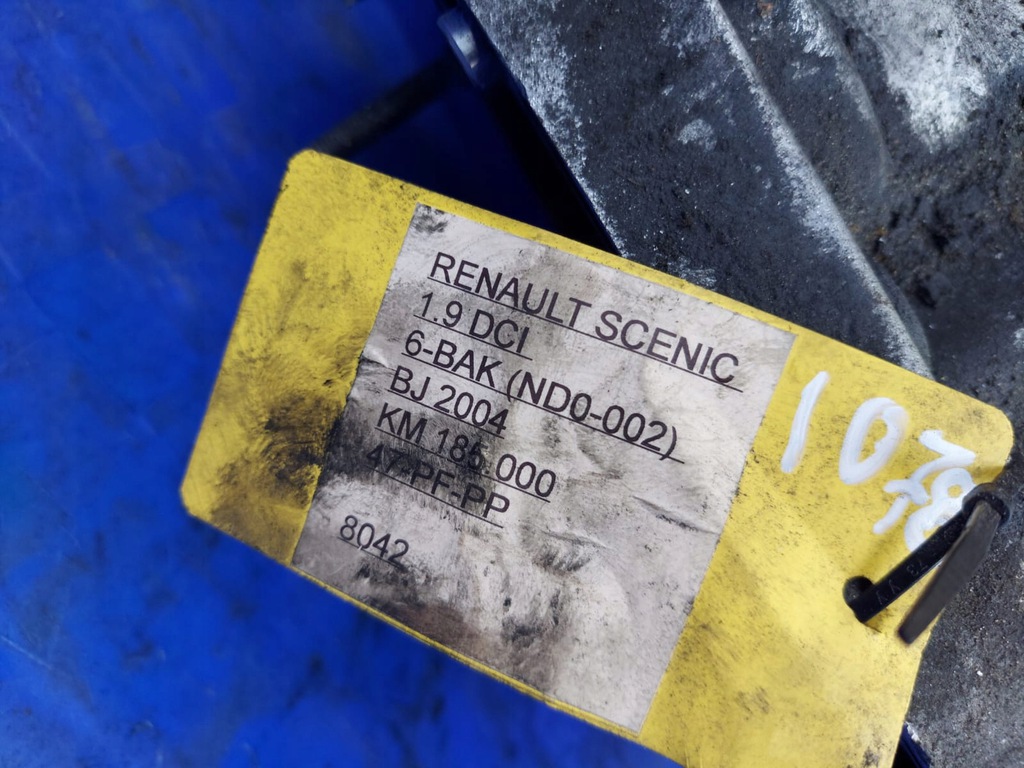 RENAULT SCENIC
1.9 DCI
6-BAK (ND0-002)
BJ 2004
KM 185 000
47-PF-PP
8042
1078